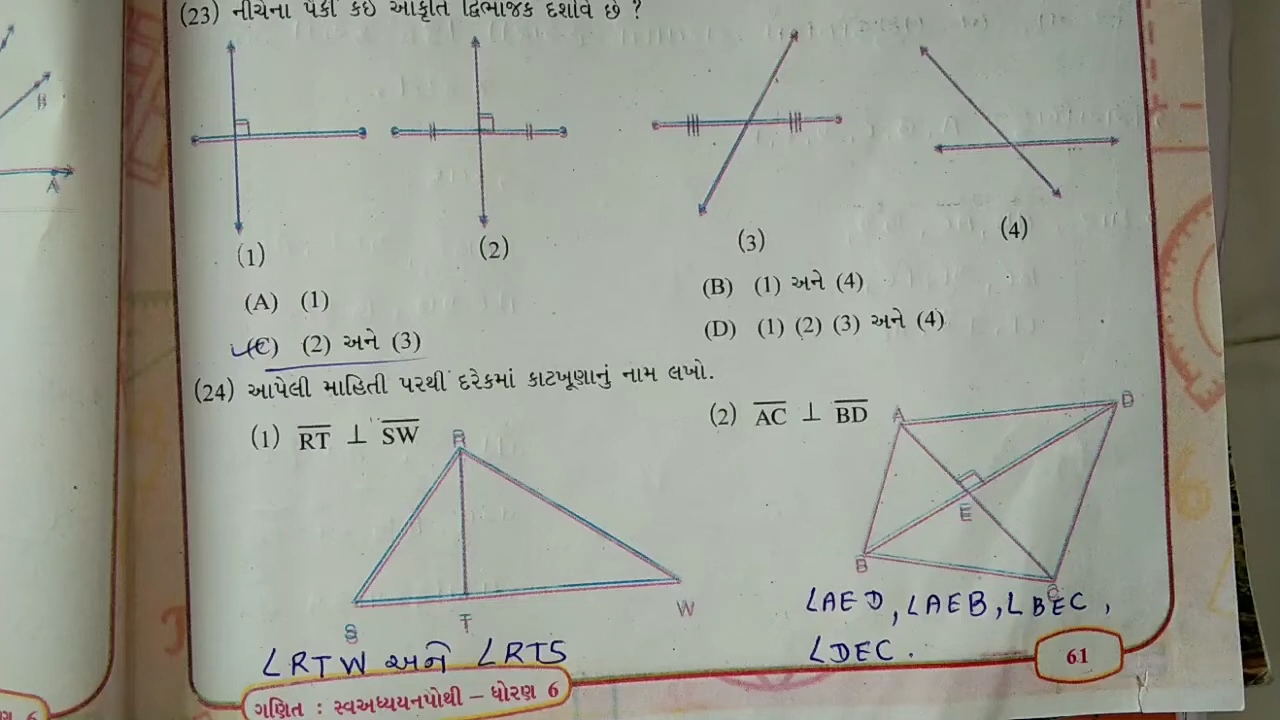 (23) નીચેના પૈકી કઈ આકૃતિ દ્વિભાજક દર્શાવે છે ?
B
A
(1)
(2)
(3)
(4)
(A) (1)
(B) (1) અને (4)
(C) (2) અને (3)
(D) (1) (2) (3) અને (4)
(24) આપેલી માહિતી પરથી દરેકમાં કાટખૂણાનું નામ લખો.
(1) RT ⊥ SW
(2) AC ⊥ BD
R
S
T
W
A
D
E
B
C
∠RTW અને ∠RTS
∠AED, ∠AEB, ∠BEC,
∠DEC.
ગણિત : સ્વઅધ્યયનપોથી – ધોરણ 6
61